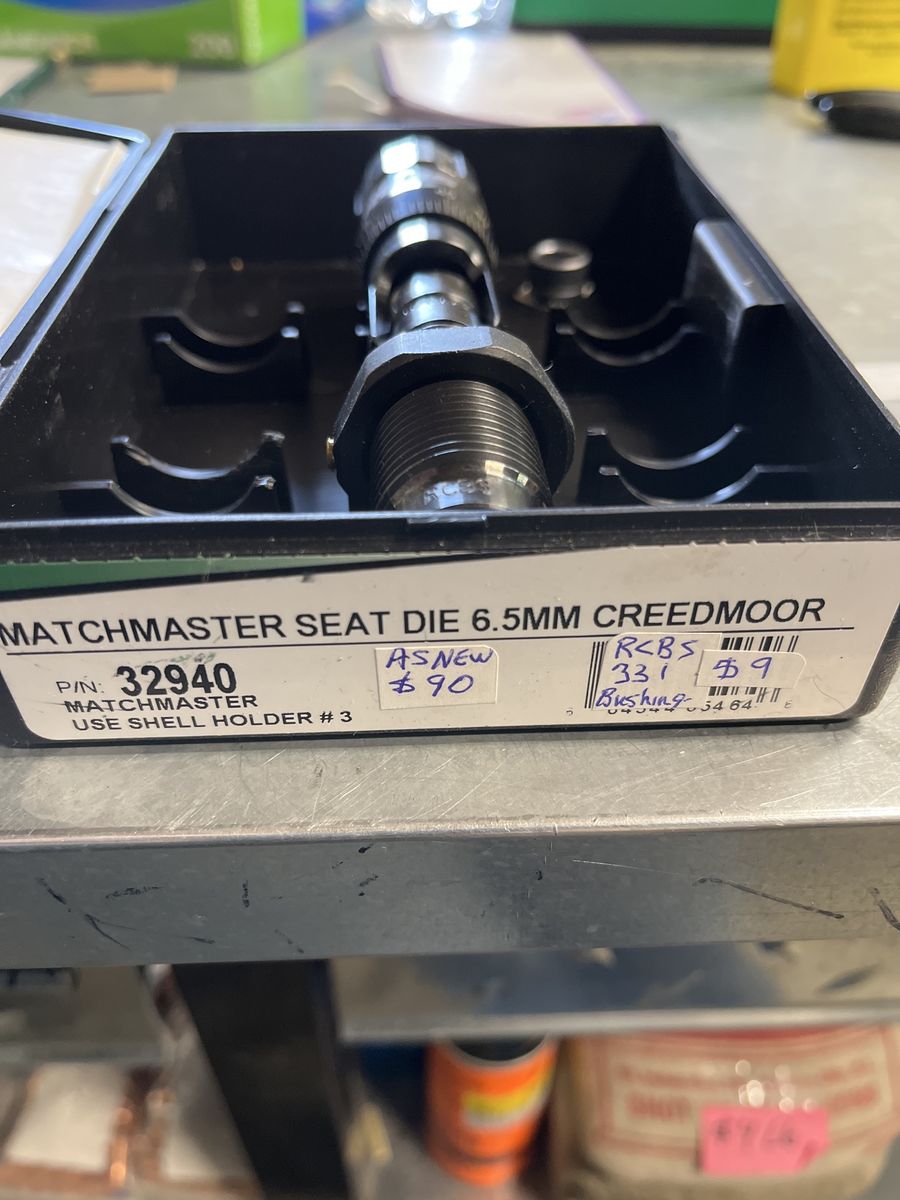 RCBS
MATCHMASTER SEAT DIE 6.5MM CREEDMOOR
P/N: 32940
MATCHMASTER
USE SHELL HOLDER # 3
AS NEW
$90
RCBS
331
Bushing
$9